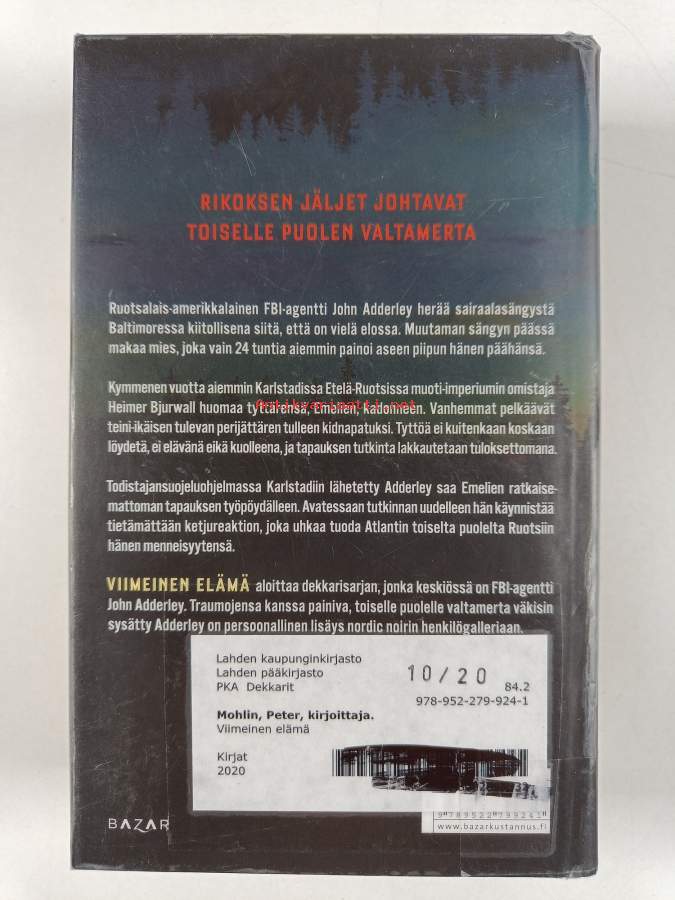 RIKOKSEN JÄLJET JOHTAVAT
TOISELLE PUOLEN VALTAMERTA
Ruotsalais-amerikkalainen FBI-agentti John Adderley herää sairaalasängystä
Baltimoressa kiitollisena siitä, että on vielä elossa. Muutaman sängyn päässä
makaa mies, joka vain 24 tuntia aiemmin painoi aseen piipun hänen päähänsä.
Kymmenen vuotta aiemmin Karlstadissa Etelä-Ruotsissa muoti-imperiumin omistaja
Heimer Bjurwall huomaa tyttärensä, Emelien, kadonneen. Vanhemmat pelkäävät
Antikvariaatti.net
teini-ikäisen tulevan perijättären tulleen kidnapatuksi. Tyttöä ei kuitenkaan koskaan
löydetä, ei elävänä eikä kuolleena, ja tapauksen tutkinta lakkautetaan tuloksettomana.
Todistajansuojeluohjelmassa Karlstadiin lähetetty Adderley saa Emelien ratkaise-
mattoman tapauksen työpöydälleen. Avatessaan tutkinnan uudelleen hän käynnistää
tietämättään ketjureaktion, joka uhkaa tuoda Atlantin toiselta puolelta Ruotsiin
hänen menneisyytensä.
VIIMEINEN ELÄMÄ aloittaa dekkarisarjan, jonka keskiössä on FBI-agentti
John Adderley. Traumojensa kanssa painiva, toiselle puolelle valtamerta väkisin
sysätty Adderley on persoonallinen lisäys nordic noirin henkilögalleriaan.
Lahden kaupunginkirjasto
Lahden pääkirjasto
PKA Dekkarit
10/20
84.2
978-952-279-924-1
Mohlin, Peter, kirjoittaja.
Viimeinen elämä
Kirjat
2020
9 789522 799241
www.bazarkustannus.fi
BAZAR